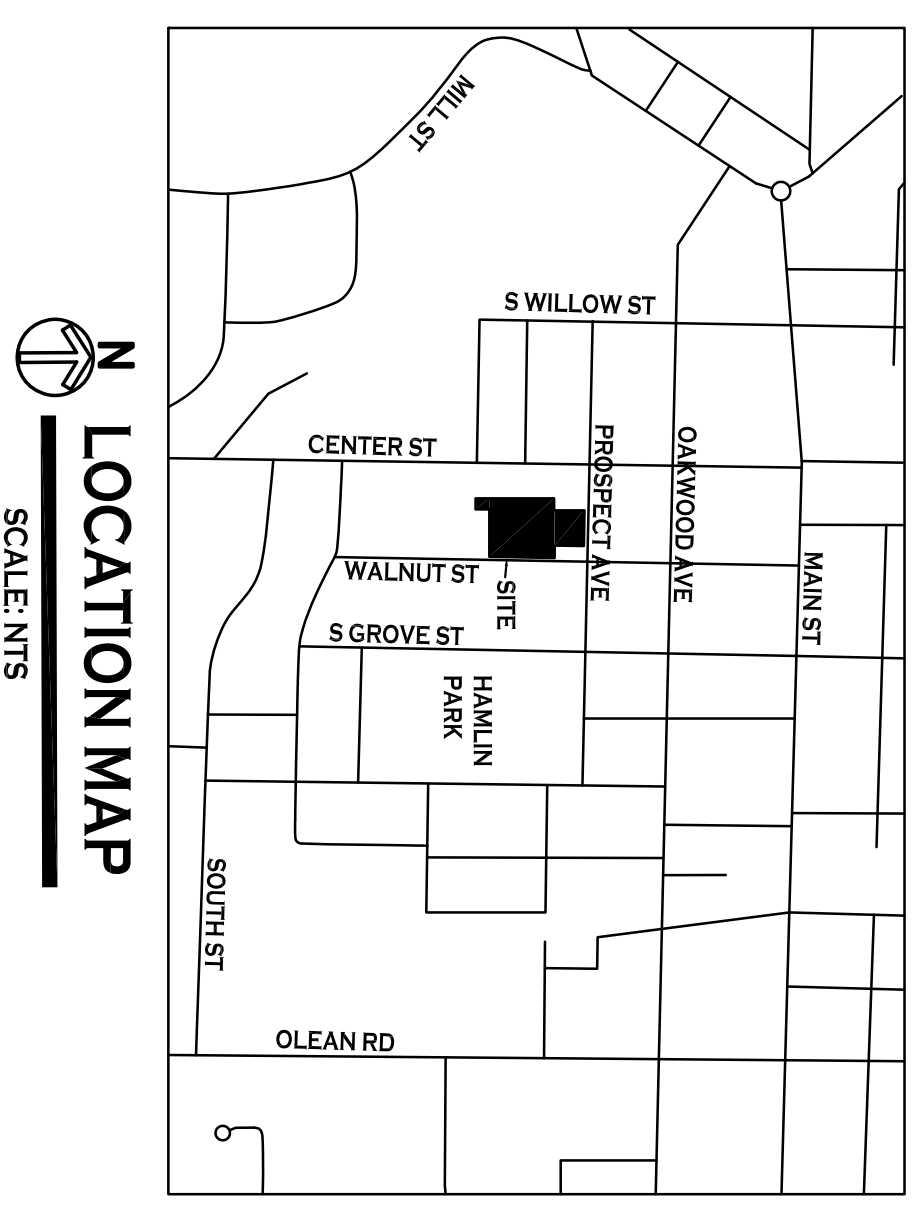 MILL ST
S WILLOW ST
CENTER ST
PROSPECT AVE
OAKWOOD AVE
MAIN ST
WALNUT ST
SITE
S GROVE ST
HAMLIN
PARK
SOUTH ST
OLEAN RD
N
LOCATION MAP
SCALE: NTS